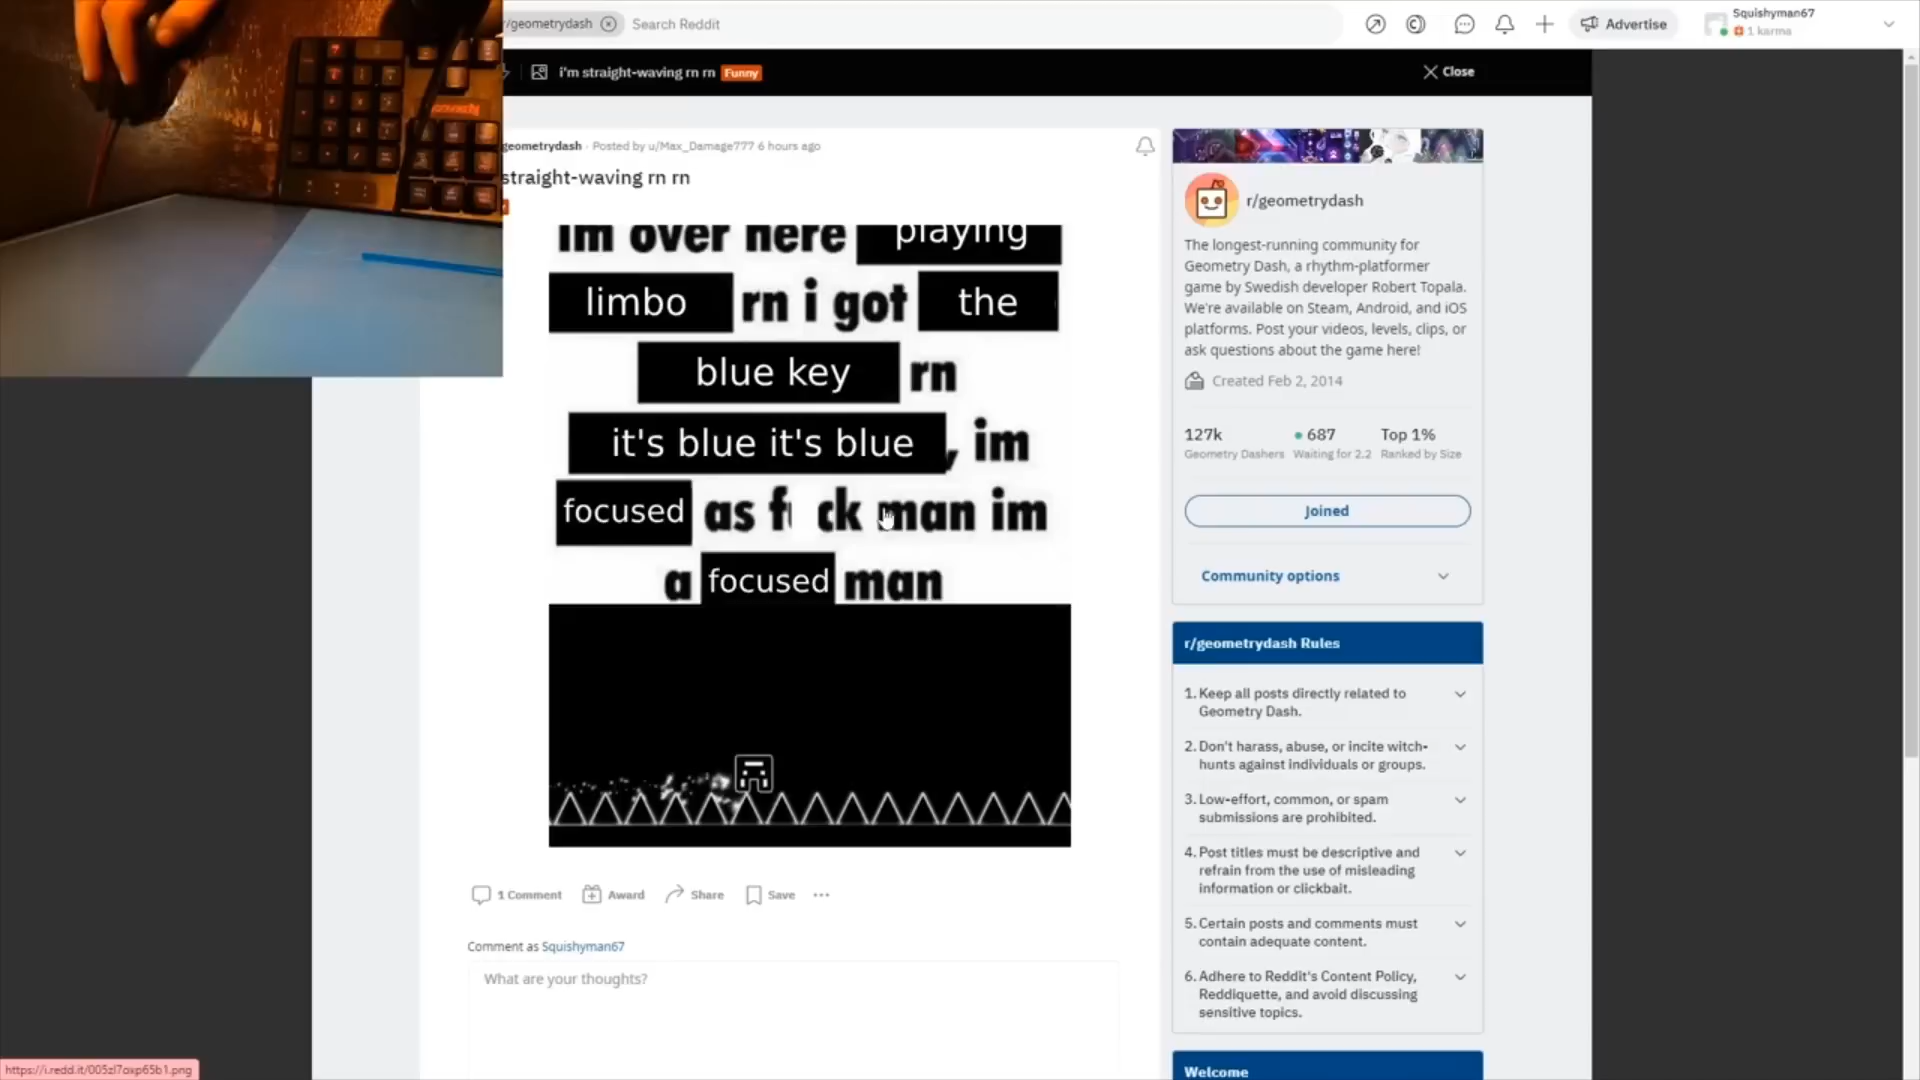 r/geometrydash
Search Reddit
Advertise
Squishyman67
1 karma
i'm straight-waving rn rn
Funny
Close
geometrydash · Posted by u/Max_Damage777 6 hours ago
straight-waving rn rn
im over here playing
limbo rn i got the
blue key rn
it's blue it's blue, im
focused as f ck man im
a focused man
1 Comment
Award
Share
Save
Comment as Squishyman67
What are your thoughts?
r/geometrydash
The longest-running community for
Geometry Dash, a rhythm-platformer
game by Swedish developer Robert Topala.
We're available on Steam, Android, and iOS
platforms. Post your videos, levels, clips, or
ask questions about the game here!
Created Feb 2, 2014
127k 687 Top 1%
Geometry Dashers Waiting for 2.2 Ranked by Size
Joined
Community options
r/geometrydash Rules
1. Keep all posts directly related to
Geometry Dash.
2. Don't harass, abuse, or incite witch-
hunts against individuals or groups.
3. Low-effort, common, or spam
submissions are prohibited.
4. Post titles must be descriptive and
refrain from the use of misleading
information or clickbait.
5. Certain posts and comments must
contain adequate content.
6. Adhere to Reddit's Content Policy,
Reddiquette, and avoid discussing
sensitive topics.
Welcome